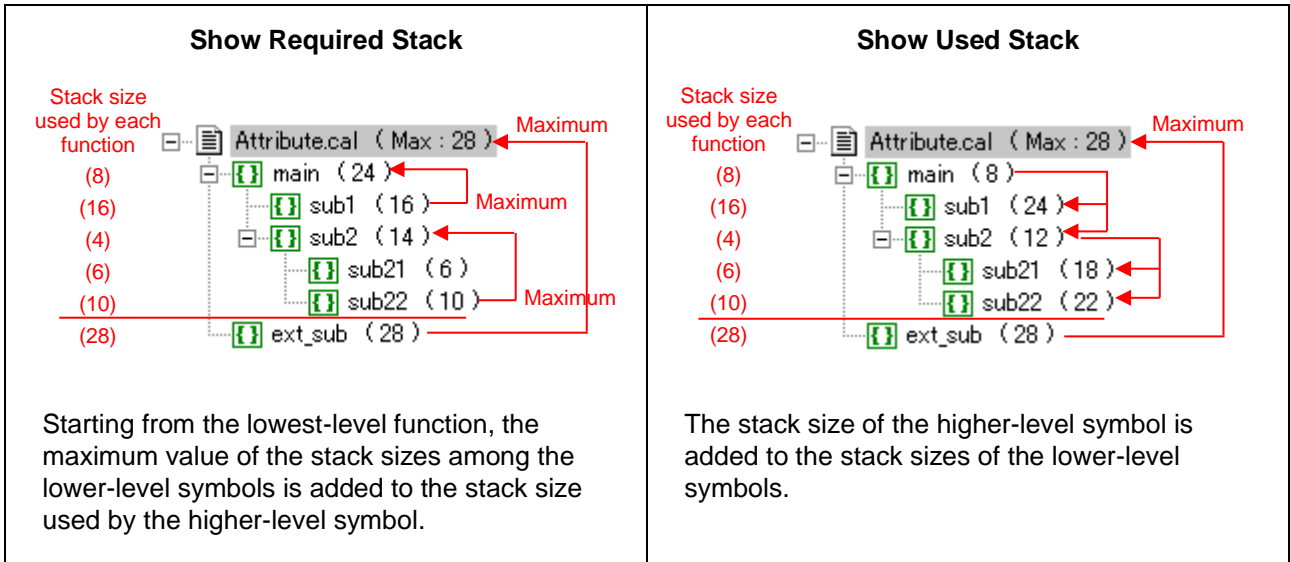 Show Required Stack
Stack size
used by each
function
Attribute.cal ( Max : 28 )
Maximum
(8)
main ( 24 )
(16)
sub1 ( 16 )
Maximum
(4)
sub2 ( 14 )
(6)
sub21 ( 6 )
(10)
sub22 ( 10 )
Maximum
(28)
ext_sub ( 28 )
Starting from the lowest-level function, the
maximum value of the stack sizes among the
lower-level symbols is added to the stack size
used by the higher-level symbol.
Show Used Stack
Stack size
used by each
function
Attribute.cal ( Max : 28 )
Maximum
(8)
main ( 8 )
(16)
sub1 ( 24 )
(4)
sub2 ( 12 )
(6)
sub21 ( 18 )
(10)
sub22 ( 22 )
(28)
ext_sub ( 28 )
The stack size of the higher-level symbol is
added to the stack sizes of the lower-level
symbols.